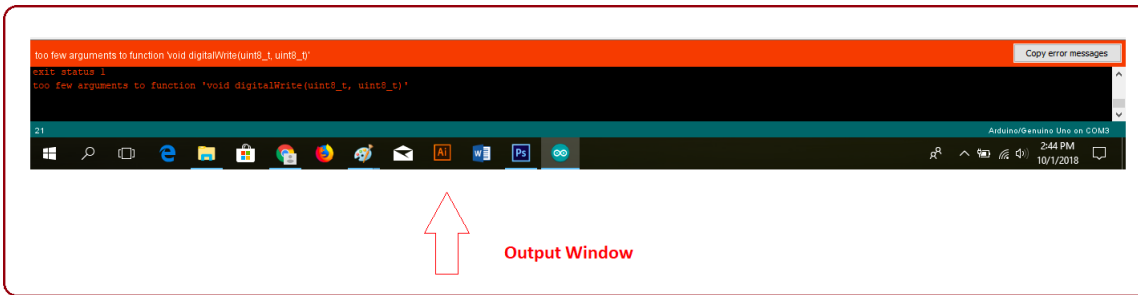 too few arguments to function 'void digitalWrite(uint8_t, uint8_t)'
Copy error messages
exit status 1
too few arguments to function 'void digitalWrite(uint8_t, uint8_t)'
21
Arduino/Genuino Uno on COM3
Ai
W
Ps
2:44 PM
10/1/2018
Output Window